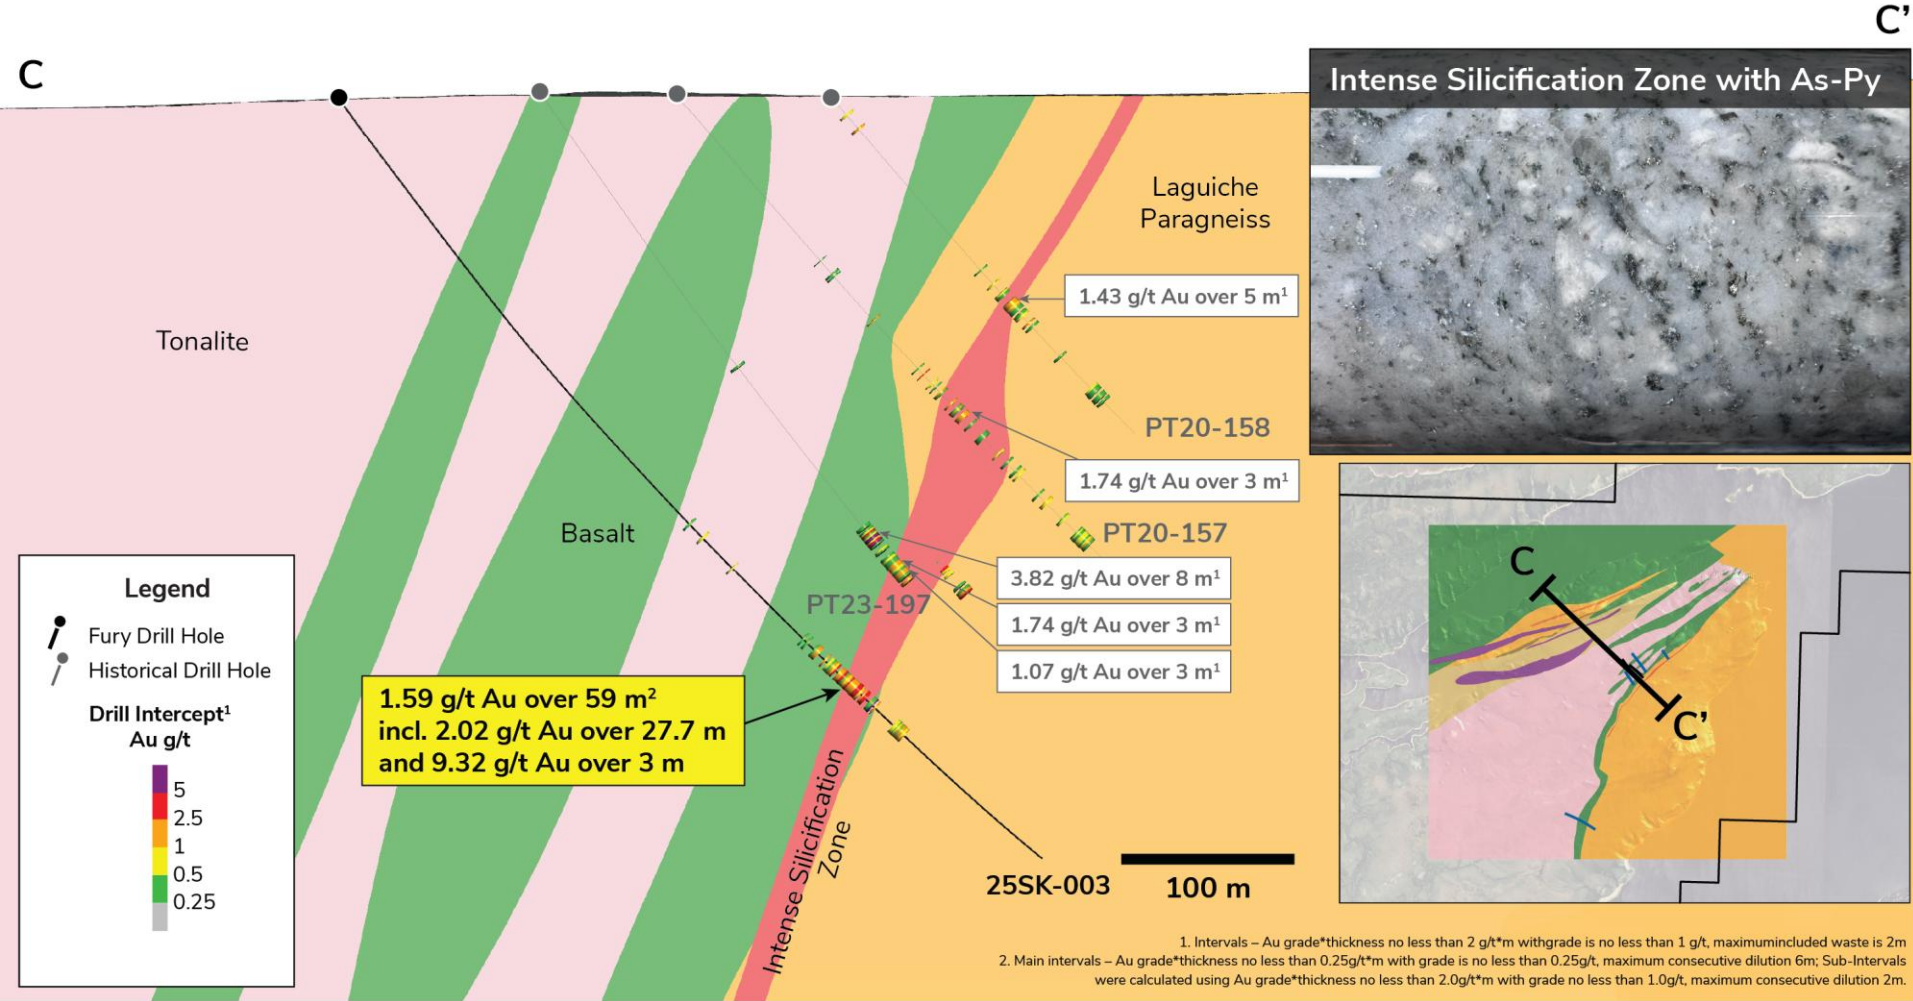 C
C’
Intense Silicification Zone with As-Py
Laguiche
Paragneiss
Tonalite
1.43 g/t Au over 5 m¹
PT20-158
1.74 g/t Au over 3 m¹
Basalt
PT20-157
3.82 g/t Au over 8 m¹
PT23-197
1.74 g/t Au over 3 m¹
1.07 g/t Au over 3 m¹
1.59 g/t Au over 59 m²
incl. 2.02 g/t Au over 27.7 m
and 9.32 g/t Au over 3 m
Intense Silicification
Zone
25SK-003
100 m
Legend
Fury Drill Hole
Historical Drill Hole
Drill Intercept¹
Au g/t
5
2.5
1
0.5
0.25
C
C’
1. Intervals – Au grade*thickness no less than 2 g/t*m withgrade is no less than 1 g/t, maximumincluded waste is 2m
2. Main intervals – Au grade*thickness no less than 0.25g/t*m with grade is no less than 0.25g/t, maximum consecutive dilution 6m; Sub-Intervals
were calculated using Au grade*thickness no less than 2.0g/t*m with grade no less than 1.0g/t, maximum consecutive dilution 2m.